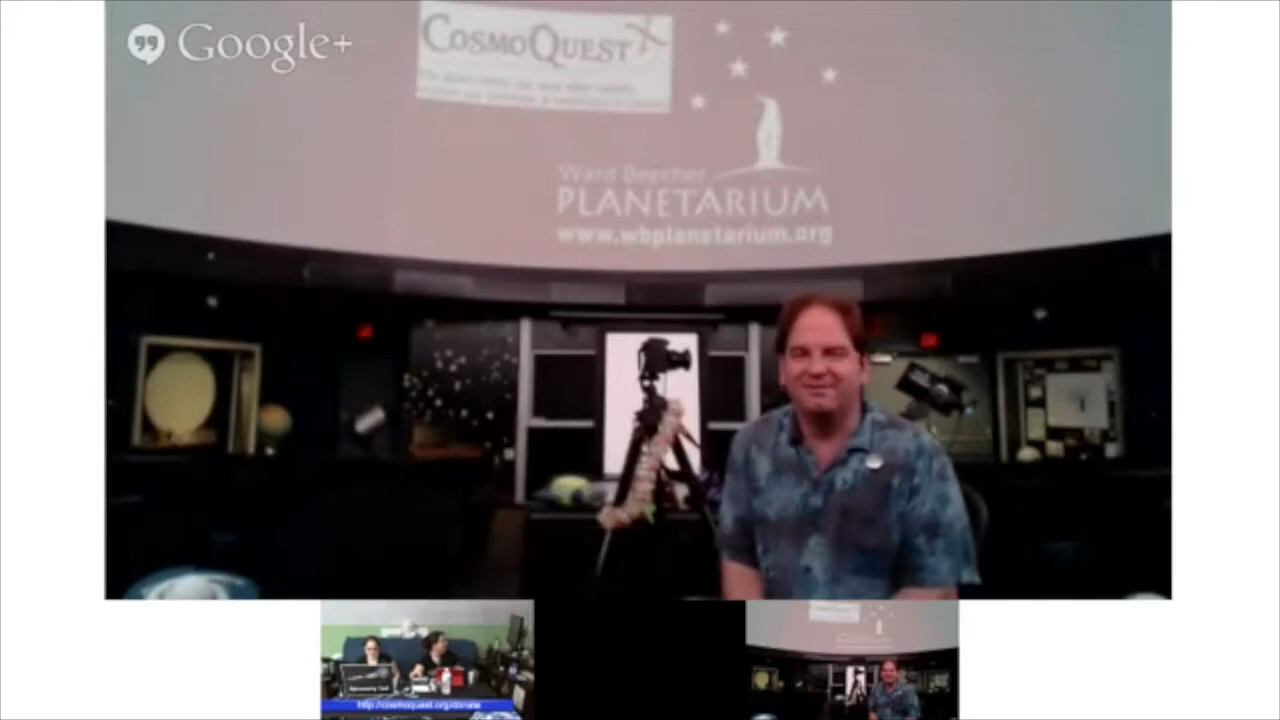 Google+
COSMOQUEST X
Ward Beecher
PLANETARIUM
www.wbplanetarium.org
http://cosmoquest.org/donate